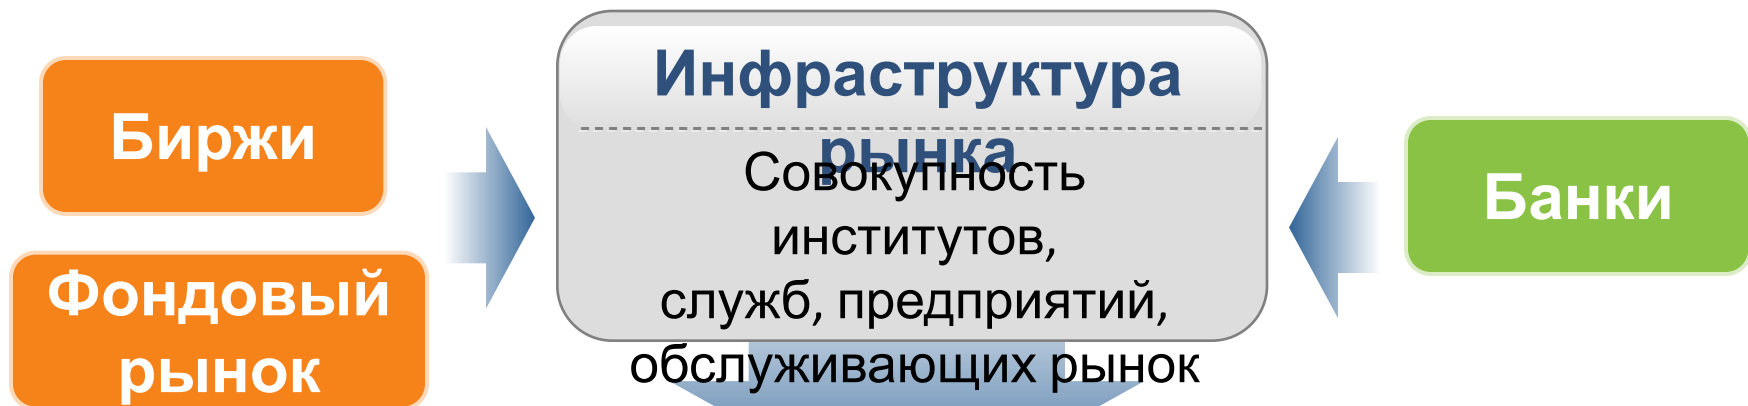 Биржи
Фондовый
рынок
Инфраструктура
рынка
Совокупность
институтов,
служб, предприятий,
обслуживающих рынок
Банки